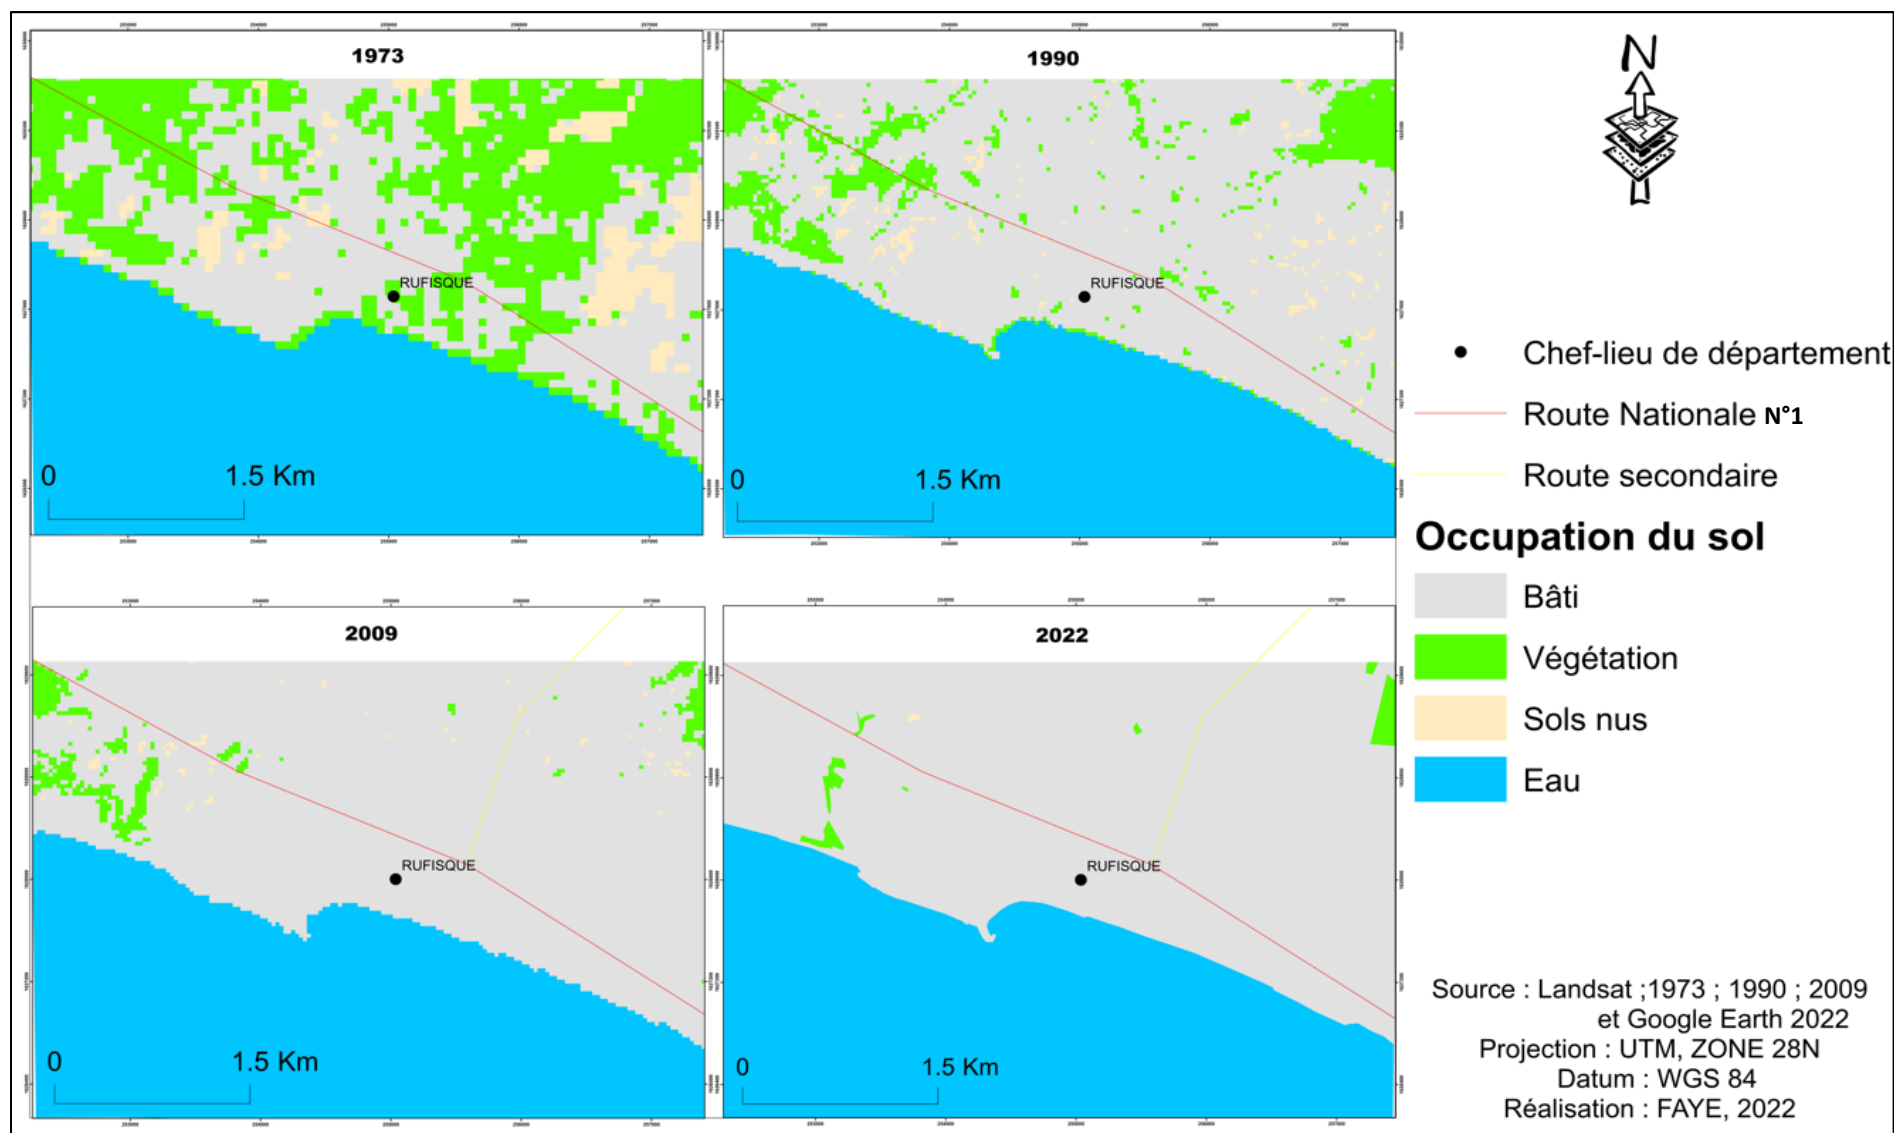 1973
RUFISQUE
0 1.5 Km
1990
RUFISQUE
0 1.5 Km
2009
RUFISQUE
0 1.5 Km
2022
RUFISQUE
0 1.5 Km
N
Chef-lieu de département
Route Nationale N°1
Route secondaire
Occupation du sol
Bâti
Végétation
Sols nus
Eau
Source : Landsat ;1973 ; 1990 ; 2009
et Google Earth 2022
Projection : UTM, ZONE 28N
Datum : WGS 84
Réalisation : FAYE, 2022